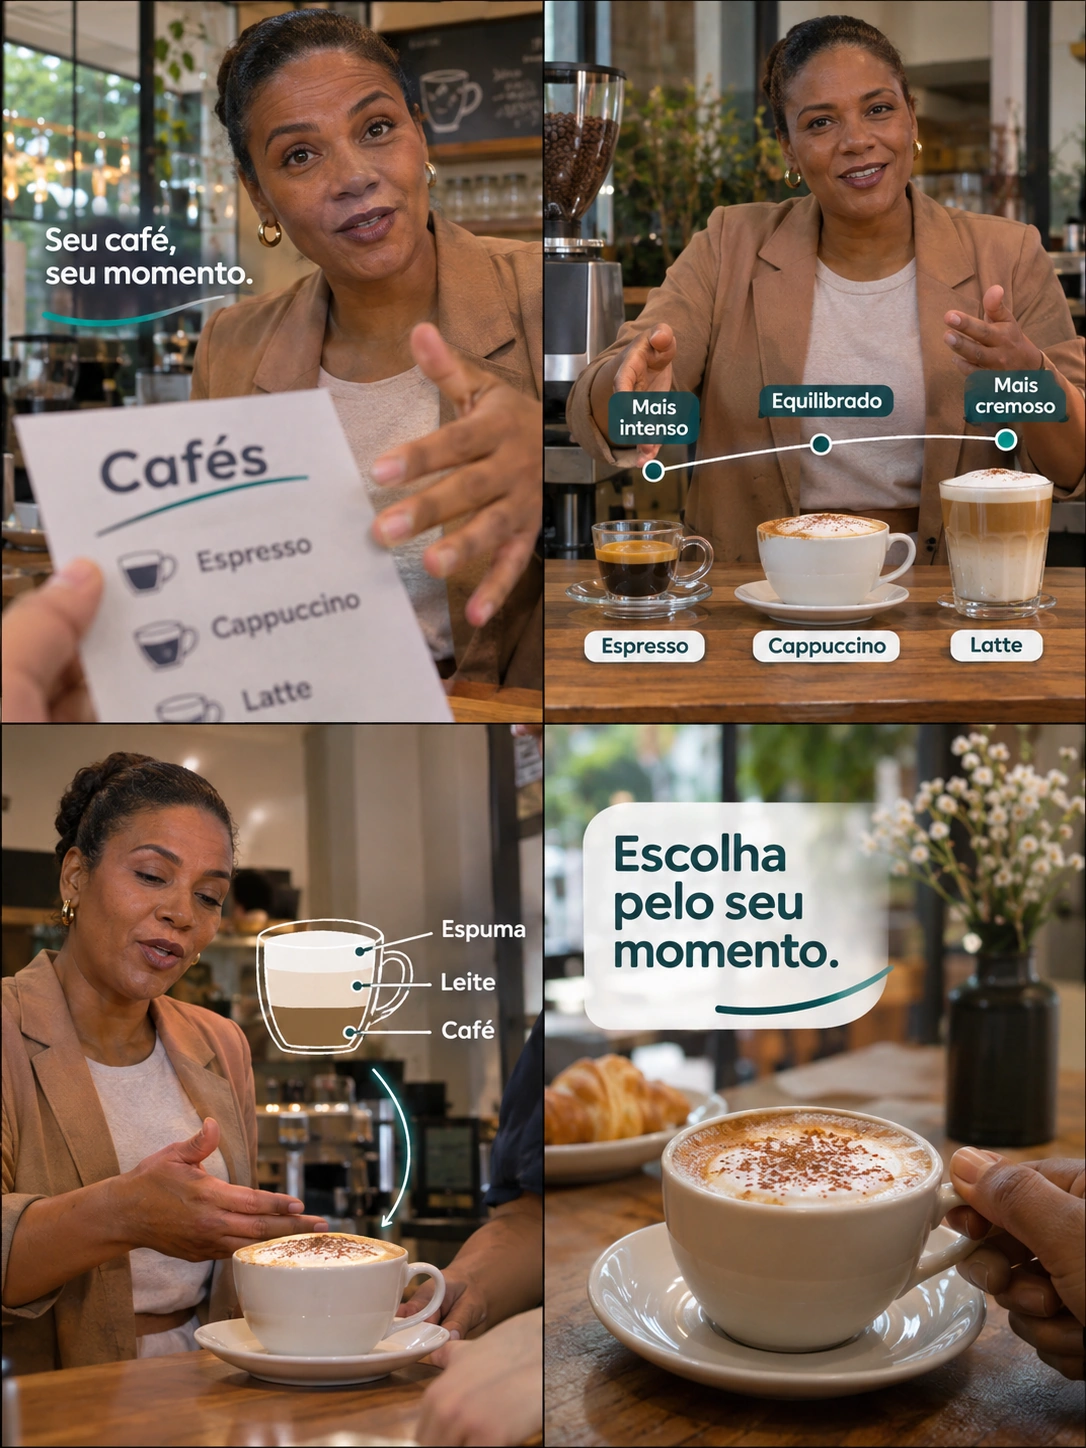 Seu café,
seu momento.
Cafés
Espresso
Cappuccino
Latte
Mais
intenso
Equilibrado
Mais
cremoso
Espresso
Cappuccino
Latte
Espuma
Leite
Café
Escolha
pelo seu
momento.